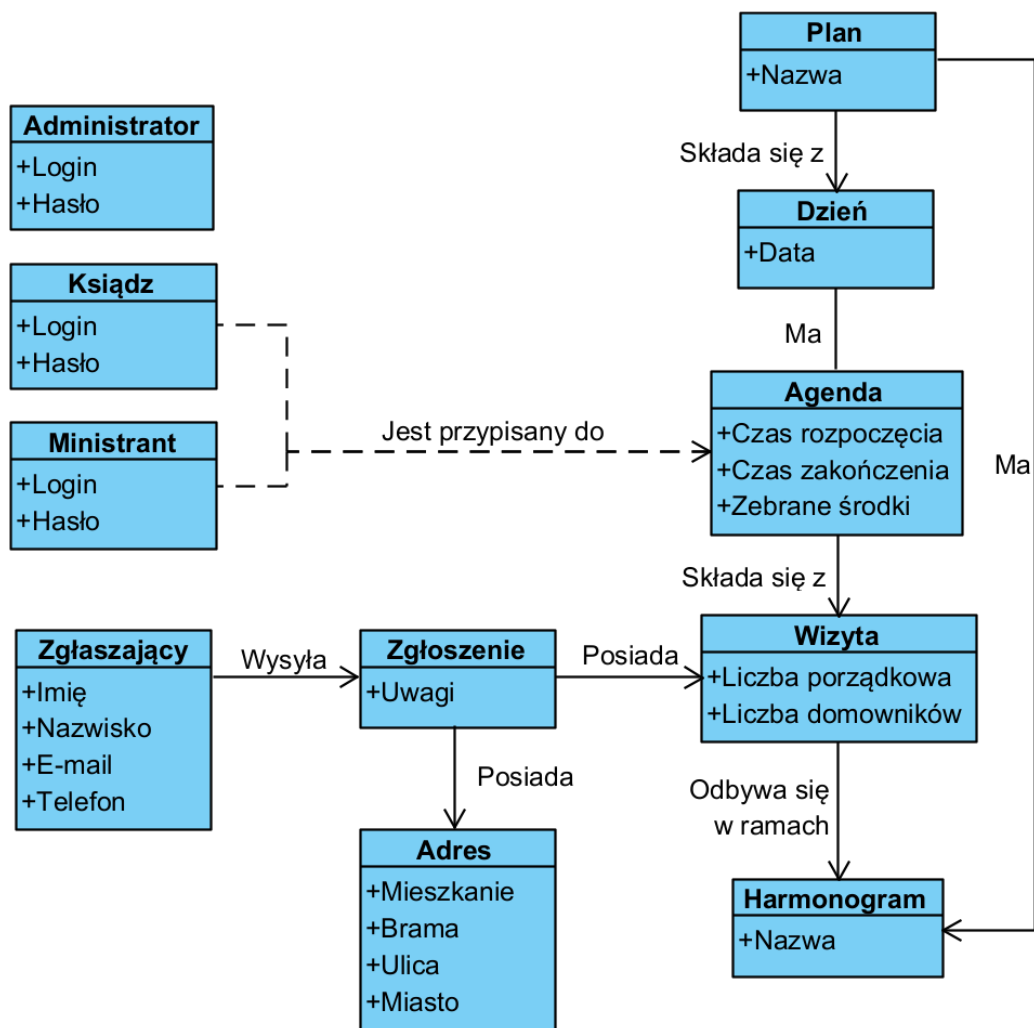 Plan
+Nazwa
Składa się z
Dzień
+Data
Ma
Agenda
+Czas rozpoczęcia
+Czas zakończenia
+Zebrane środki
Ma
Składa się z
Wizyta
+Liczba porządkowa
+Liczba domowników
Odbywa się
w ramach
Harmonogram
+Nazwa
Administrator
+Login
+Hasło
Ksiądz
+Login
+Hasło
Ministrant
+Login
+Hasło
Jest przypisany do
Zgłaszający
+Imię
+Nazwisko
+E-mail
+Telefon
Wysyła
Zgłoszenie
+Uwagi
Posiada
Posiada
Adres
+Mieszkanie
+Brama
+Ulica
+Miasto